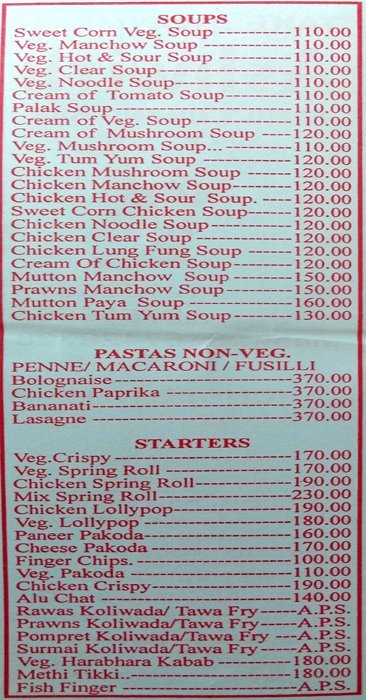 SOUPS
Sweet Corn Veg. Soup -----------110.00
Veg. Manchow Soup -------------110.00
Veg. Hot & Sour Soup -----------110.00
Veg. Clear Soup-------------------110.00
Veg. Noodle Soup----------------110.00
Cream of Tomato Soup----------110.00
Palak Soup-------------------------110.00
Cream of Veg. Soup --------------110.00
Cream of Mushroom Soup ----120.00
Veg. Mushroom Soup... ---------110.00
Veg. Tum Yum Soup -------------120.00
Chicken Mushroom Soup ------120.00
Chicken Manchow Soup--------120.00
Chicken Hot & Sour Soup. ----120.00
Sweet Corn Chicken Soup------120.00
Chicken Noodle Soup-----------120.00
Chicken Clear Soup -------------120.00
Chicken Lung Fung Soup ------120.00
Cream Of Chicken Soup --------120.00
Mutton Manchow Soup --------150.00
Prawns Manchow Soup---------150.00
Mutton Paya Soup --------------160.00
Chicken Tum Yum Soup--------130.00
PASTAS NON-VEG.
PENNE/ MACARONI / FUSILLI
Bolognaise-------------------------370.00
Chicken Paprika ------------------370.00
Bananati----------------------------370.00
Lasagne ----------------------------370.00
STARTERS
Veg.Crispy -------------------------170.00
Veg. Spring Roll ------------------170.00
Chicken Spring Roll--------------190.00
Mix Spring Roll-------------------230.00
Chicken Lollypop-----------------190.00
Veg. Lollypop ---------------------180.00
Paneer Pakoda---------------------160.00
Cheese Pakoda --------------------170.00
Finger Chips.----------------------100.00
Veg. Pakoda -----------------------110.00
Chicken Crispy--------------------190.00
Alu Chat ---------------------------140.00
Rawas Koliwada/ Tawa Fry----A.P.S.
Prawns Koliwada/Tawa Fry----A.P.S.
Pompret Koliwada/Tawa Fry ---A.P.S.
Surmai Koliwada/Tawa Fry-----A.P.S.
Veg. Harabhara Kabab ----------180.00
Methi Tikki..-----------------------180.00
Fish Finger ------------------------A.P.S.